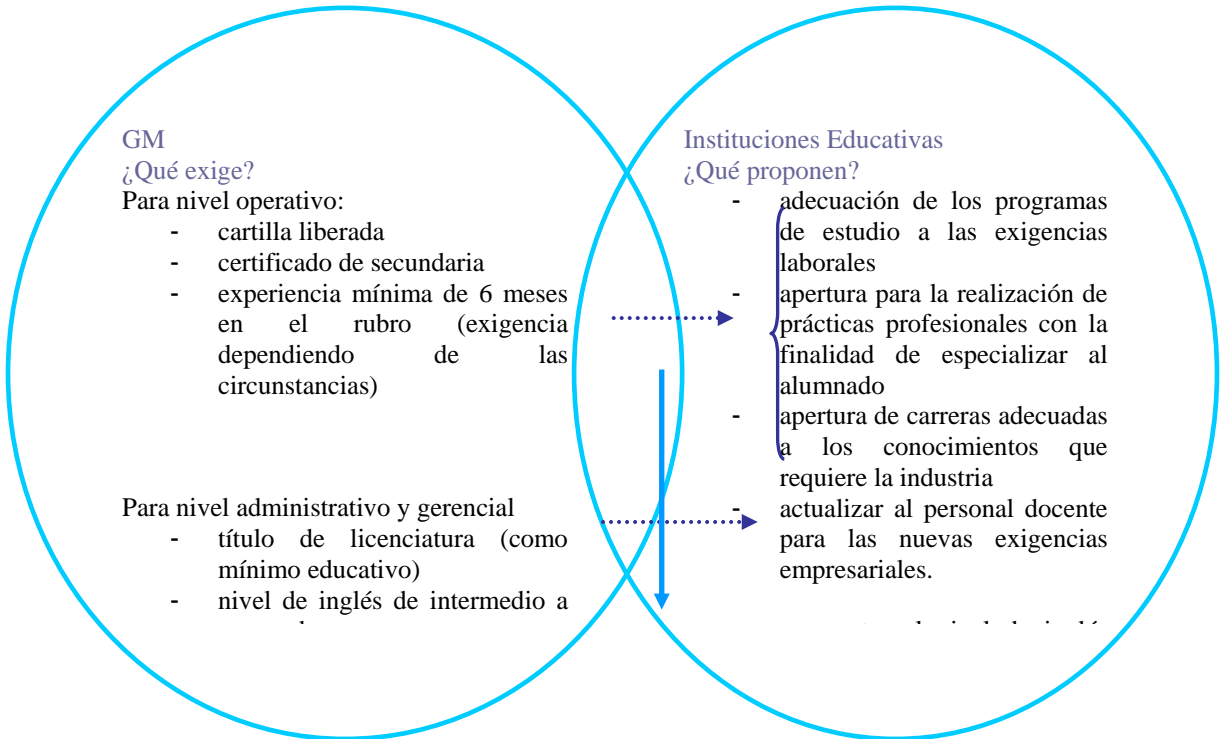 GM
¿Qué exige?
Para nivel operativo:
- cartilla liberada
- certificado de secundaria
- experiencia mínima de 6 meses
en el rubro (exigencia
dependiendo de las
circunstancias)
Para nivel administrativo y gerencial
- título de licenciatura (como
mínimo educativo)
- nivel de inglés de intermedio a
Instituciones Educativas
¿Qué proponen?
- adecuación de los programas
de estudio a las exigencias
laborales
- apertura para la realización de
prácticas profesionales con la
finalidad de especializar al
alumnado
- apertura de carreras adecuadas
a los conocimientos que
requiere la industria
- actualizar al personal docente
para las nuevas exigencias
empresariales.